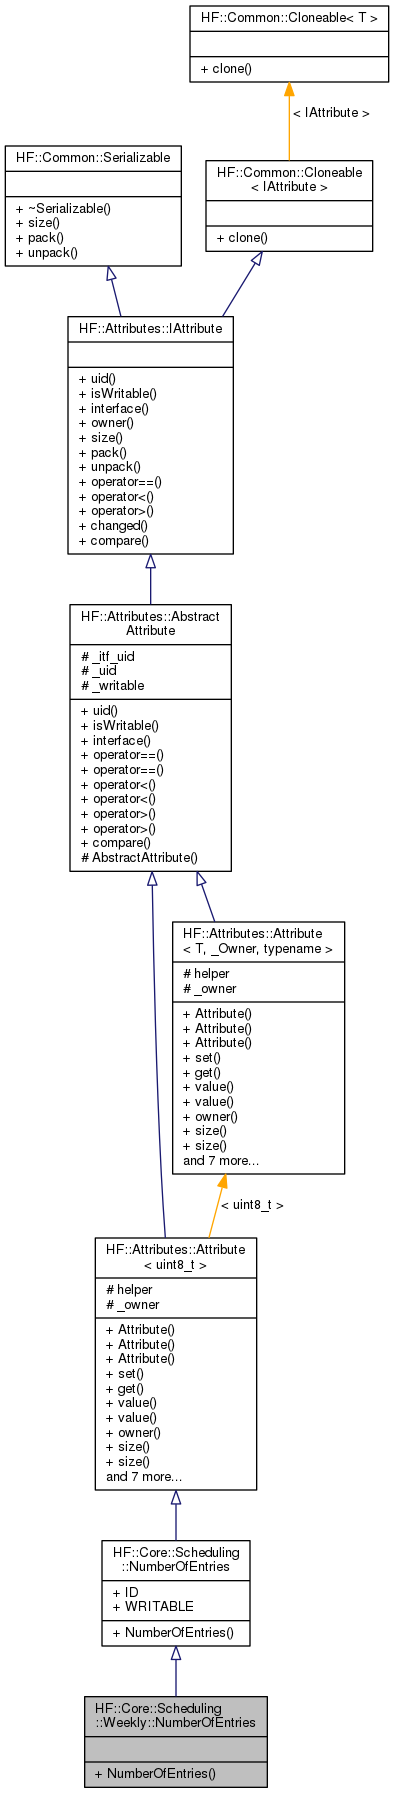 HF::Common::Cloneable< T >
+ clone()
< IAttribute >
HF::Common::Serializable
+ ~Serializable()
+ size()
+ pack()
+ unpack()
HF::Common::Cloneable
< IAttribute >
+ clone()
HF::Attributes::IAttribute
+ uid()
+ isWritable()
+ interface()
+ owner()
+ size()
+ pack()
+ unpack()
+ operator==()
+ operator<()
+ operator>()
+ changed()
+ compare()
HF::Attributes::Abstract
Attribute
# _itf_uid
# _uid
# _writable
+ uid()
+ isWritable()
+ interface()
+ operator==()
+ operator==()
+ operator<()
+ operator<()
+ operator>()
+ operator>()
+ compare()
# AbstractAttribute()
HF::Attributes::Attribute
< T, _Owner, typename >
# helper
# _owner
+ Attribute()
+ Attribute()
+ Attribute()
+ set()
+ get()
+ value()
+ value()
+ owner()
+ size()
+ size()
and 7 more...
< uint8_t >
HF::Attributes::Attribute
< uint8_t >
# helper
# _owner
+ Attribute()
+ Attribute()
+ Attribute()
+ set()
+ get()
+ value()
+ value()
+ owner()
+ size()
+ size()
and 7 more...
HF::Core::Scheduling
::NumberOfEntries
+ ID
+ WRITABLE
+ NumberOfEntries()
HF::Core::Scheduling
::Weekly::NumberOfEntries
+ NumberOfEntries()